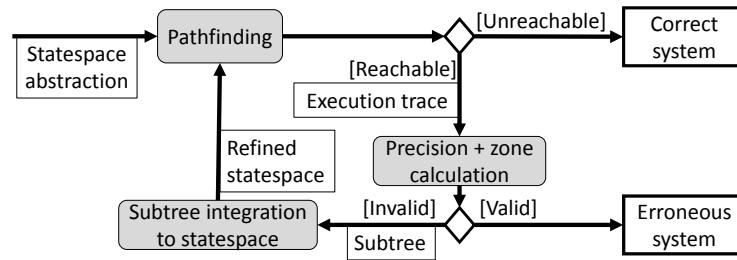 Statespace
abstraction
Pathfinding
[Unreachable]
Correct
system
[Reachable]
Execution trace
Precision + zone
calculation
Refined
statespace
Subtree integration
to statespace
[Invalid]
Subtree
[Valid]
Erroneous
system